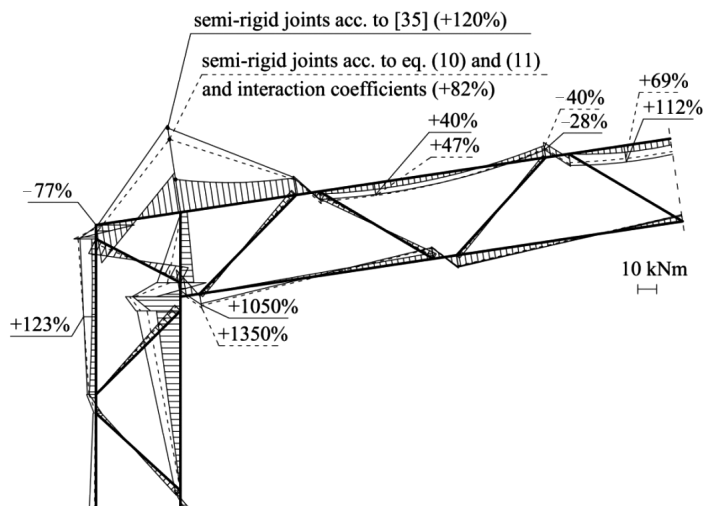 semi-rigid joints acc. to [35] (+120%)
semi-rigid joints acc. to eq. (10) and (11)
and interaction coefficients (+82%)
+69%
−40%
+112%
+40%
−28%
+47%
−77%
10 kNm
+1050%
+123%
+1350%